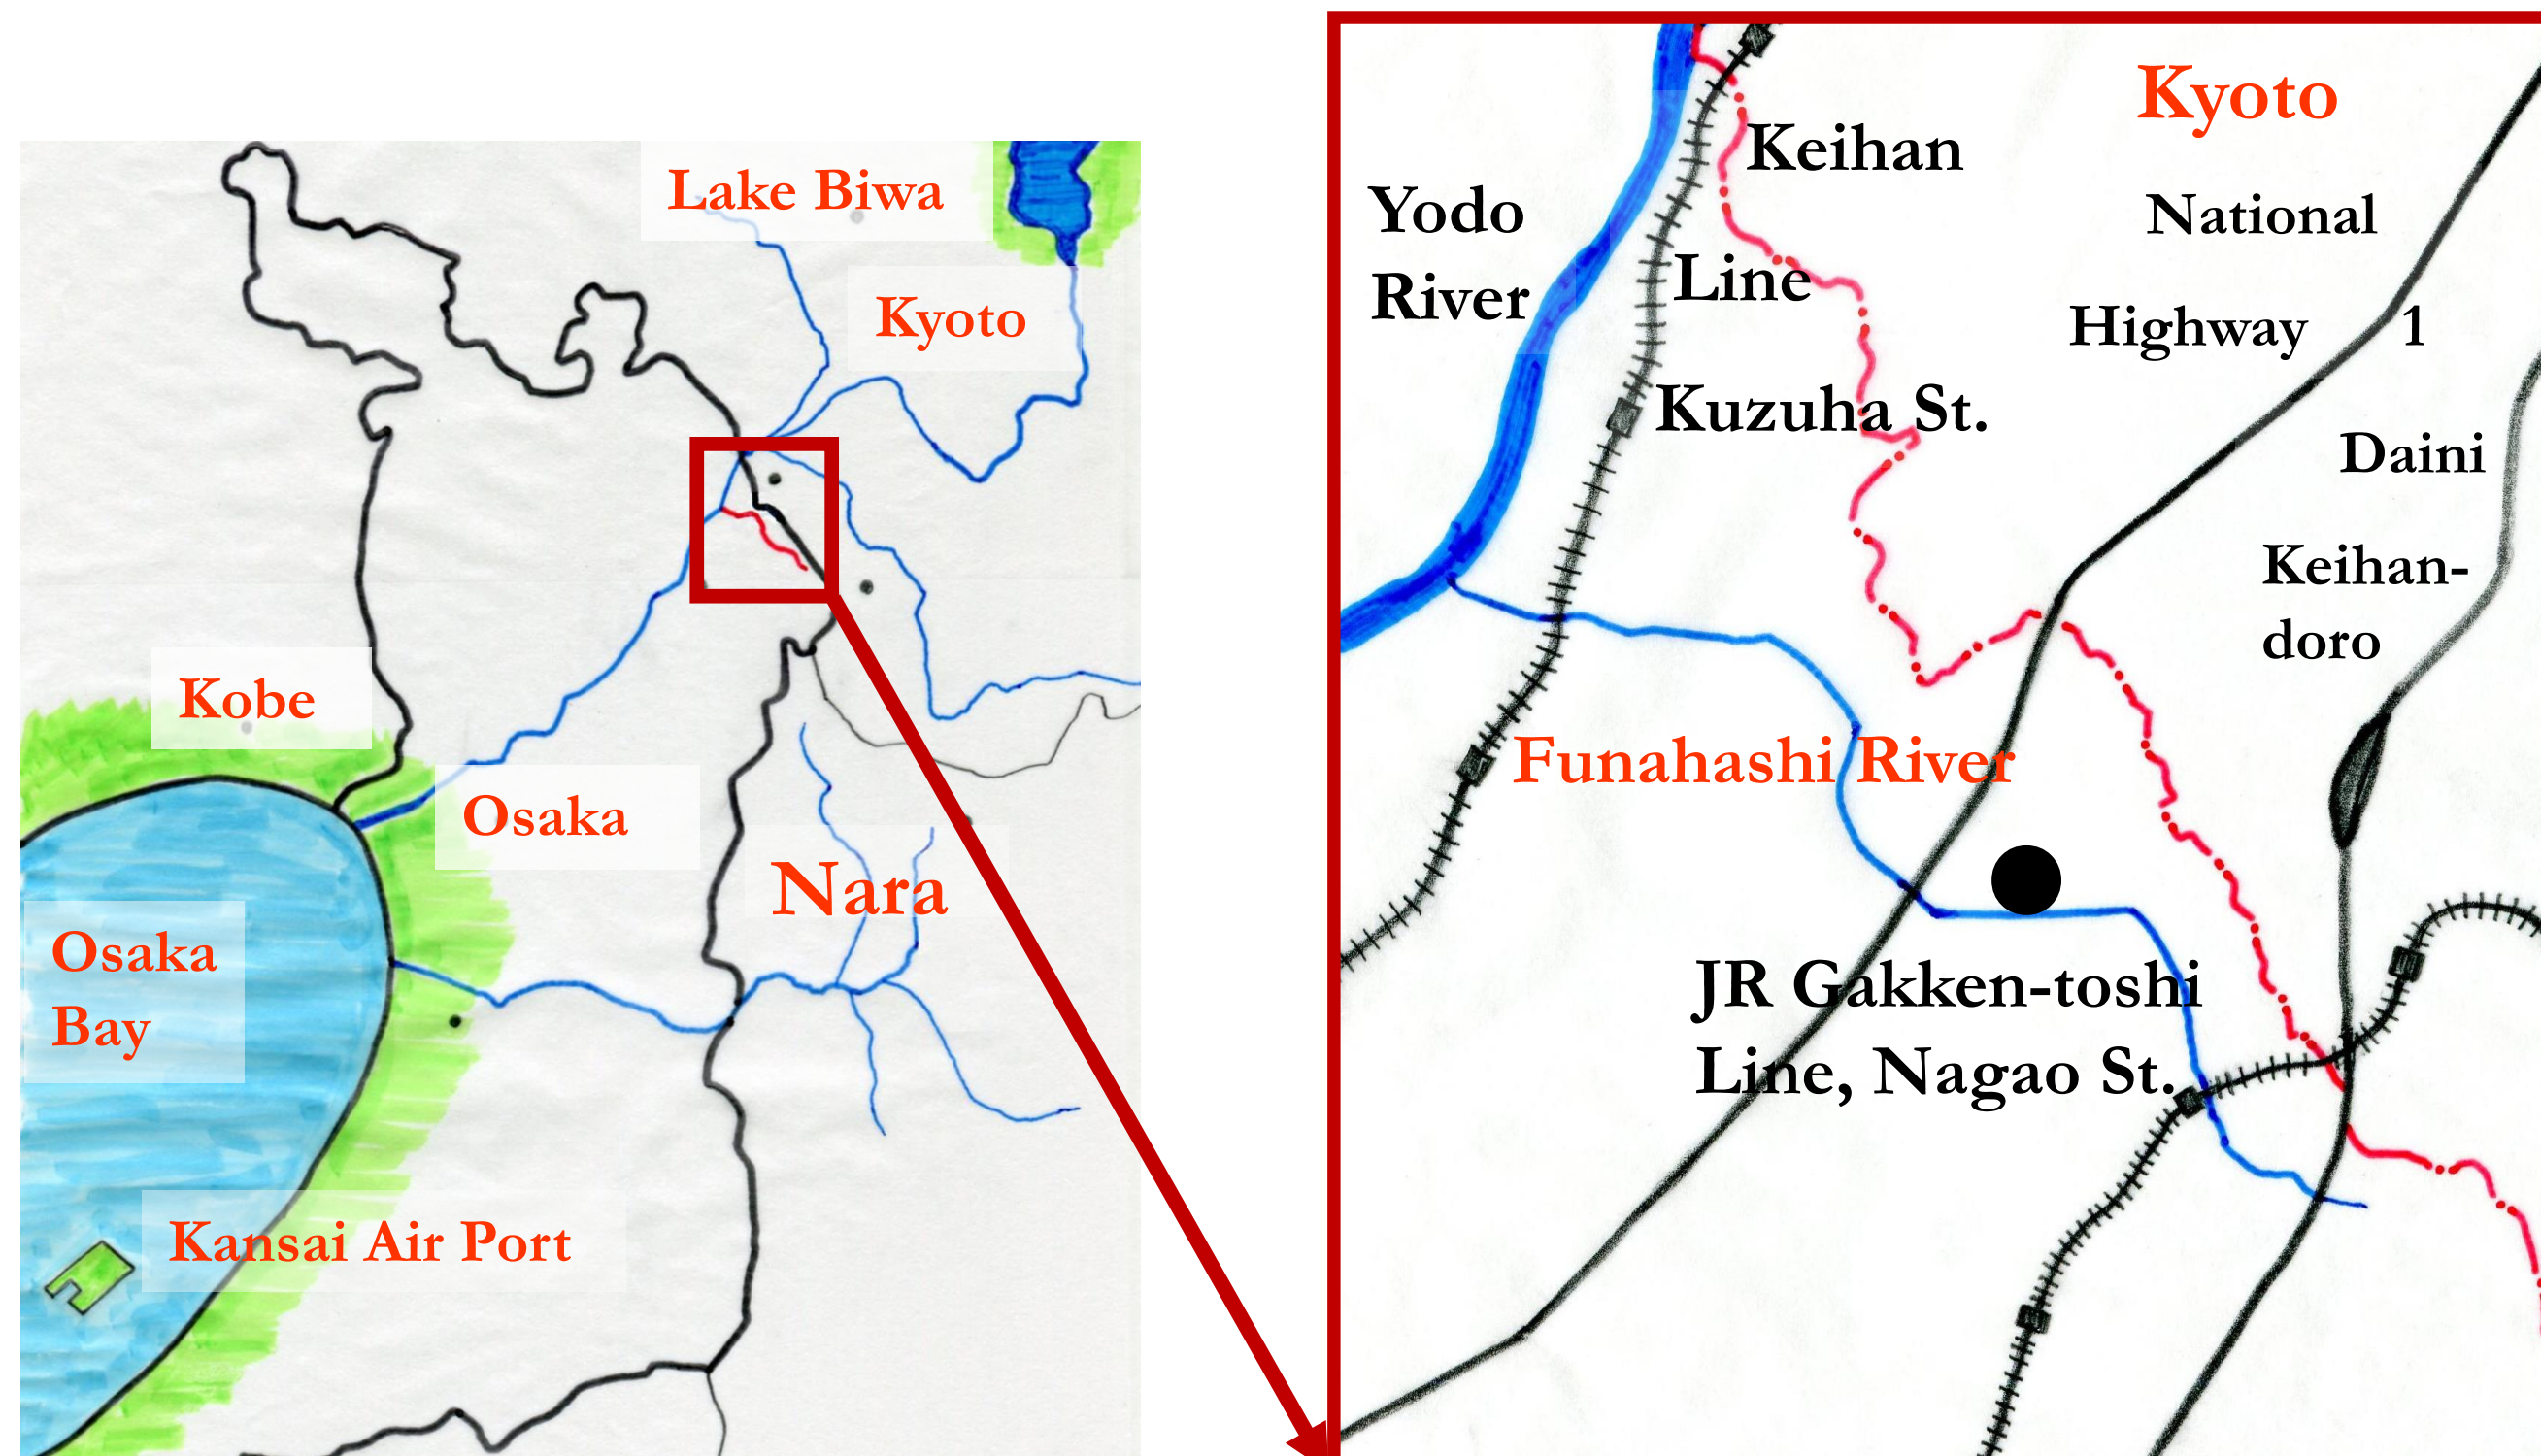 Lake Biwa
Kyoto
Kobe
Osaka
Nara
Osaka
Bay
Kansai Air Port
Kyoto
Keihan
Line
Yodo
River
National
Highway 1
Kuzuha St.
Daini
Keihan-
doro
Funahashi River
JR Gakken-toshi
Line, Nagao St.